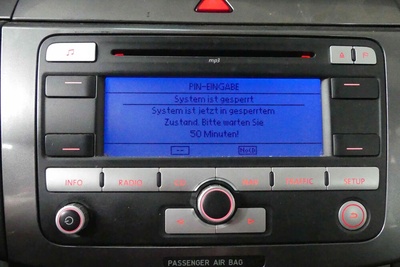 mp3
PIN-EINGABE
System ist gesperrt
System ist jetzt in gesperrtem
Zustand. Bitte warten Sie
50 Minuten!
INFO
RADIO
TRAFFIC
SETUP
PASSENGER AIR BAG